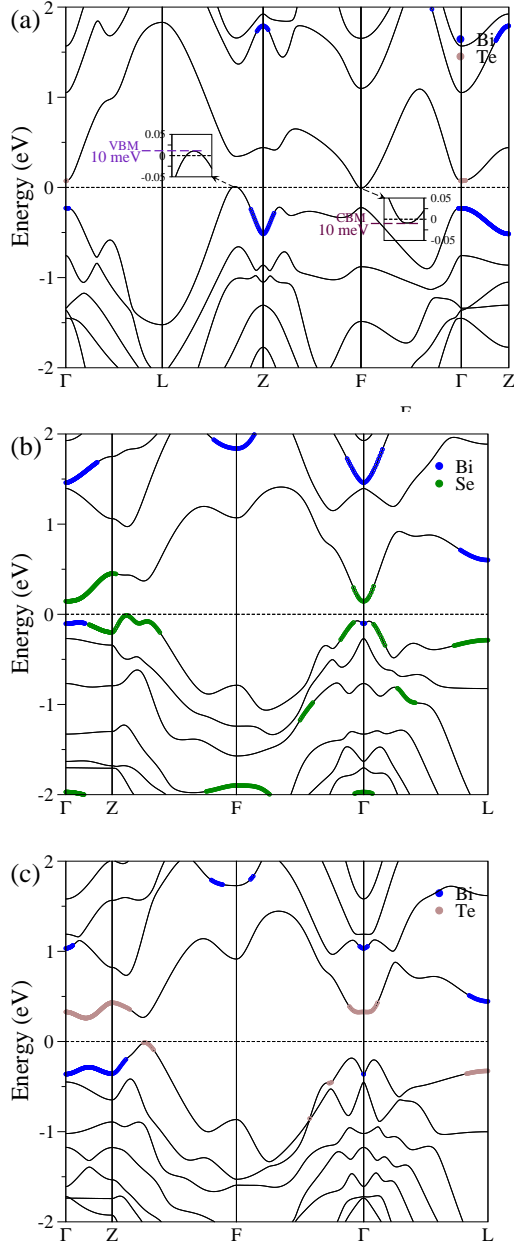 (a)
2
1
0
-1
-2
Energy (eV)
Bi
Te
VBM
10 meV
0.05
0
-0.05
CBM
10 meV
0.05
0
-0.05
Γ L Z F Γ Z
(b)
2
1
0
-1
-2
Energy (eV)
Bi
Se
Γ Z F Γ L
(c)
2
1
0
-1
-2
Energy (eV)
Bi
Te
Γ Z F Γ L